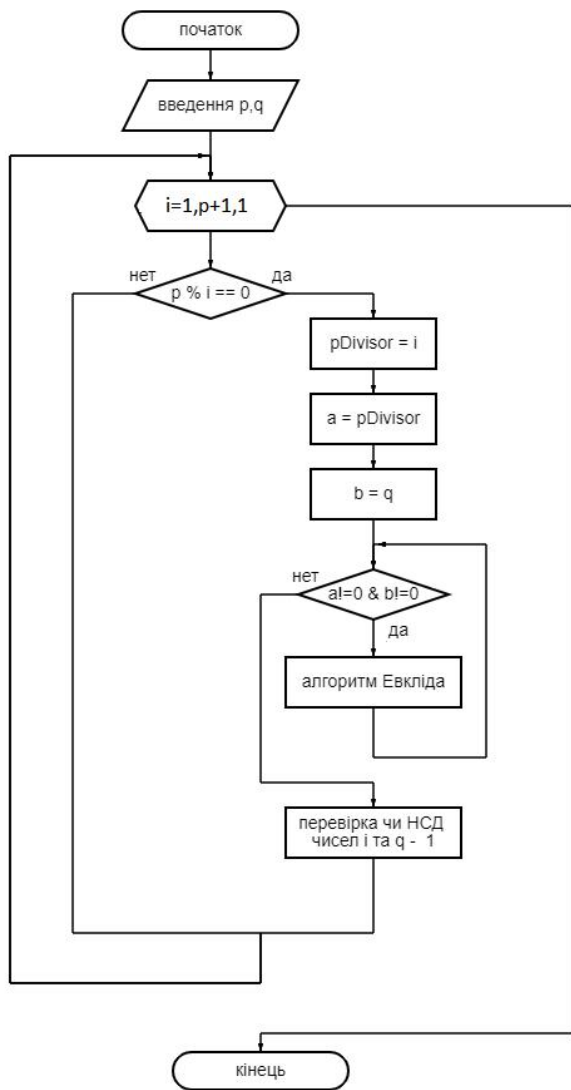 початок
введення p,q
i=1,p+1,1
нет
да
p % i == 0
pDivisor = i
a = pDivisor
b = q
нет
a!=0 & b!=0
да
алгоритм Евкліда
перевірка чи НСД
чисел і та q -  1
кінець